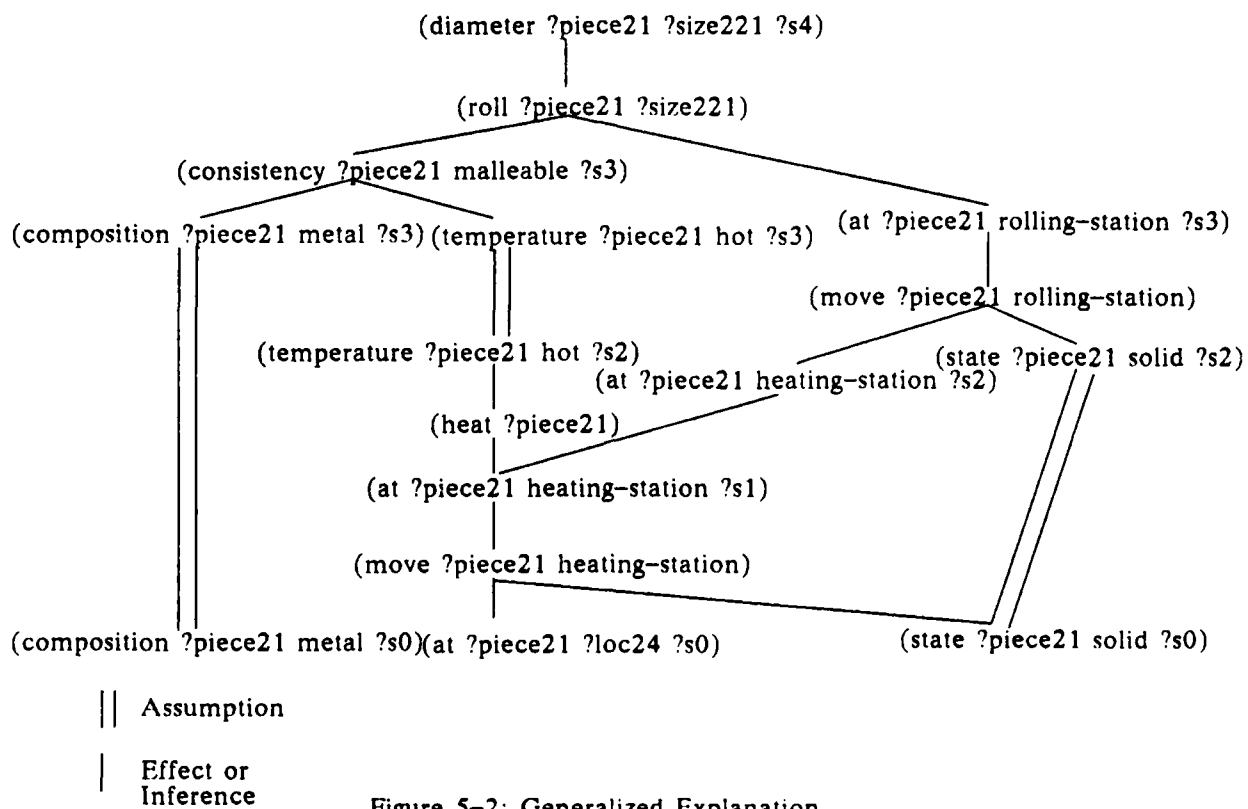 (diameter ?piece21 ?size221 ?s4)
(roll ?piece21 ?size221)
(consistency ?piece21 malleable ?s3)
(composition ?piece21 metal ?s3)
(temperature ?piece21 hot ?s3)
(at ?piece21 rolling-station ?s3)
(move ?piece21 rolling-station)
(temperature ?piece21 hot ?s2)
(state ?piece21 solid ?s2)
(at ?piece21 heating-station ?s2)
(heat ?piece21)
(at ?piece21 heating-station ?s1)
(move ?piece21 heating-station)
(composition ?piece21 metal ?s0)
(at ?piece21 ?loc24 ?s0)
(state ?piece21 solid ?s0)
Assumption
Effect or
Inference
Figure 5-2: Generalized Explanation